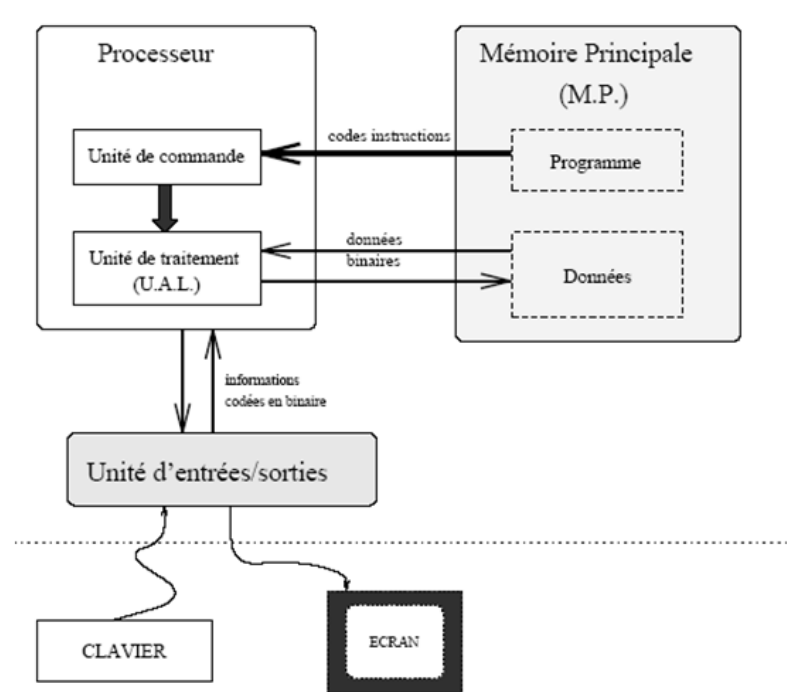 Processeur
Mémoire Principale
(M.P.)
codes instructions
Unité de commande
Programme
données
binaires
Unité de traitement
(U.A.L.)
Données
informations
codées en binaire
Unité d'entrées/sorties
CLAVIER
ECRAN